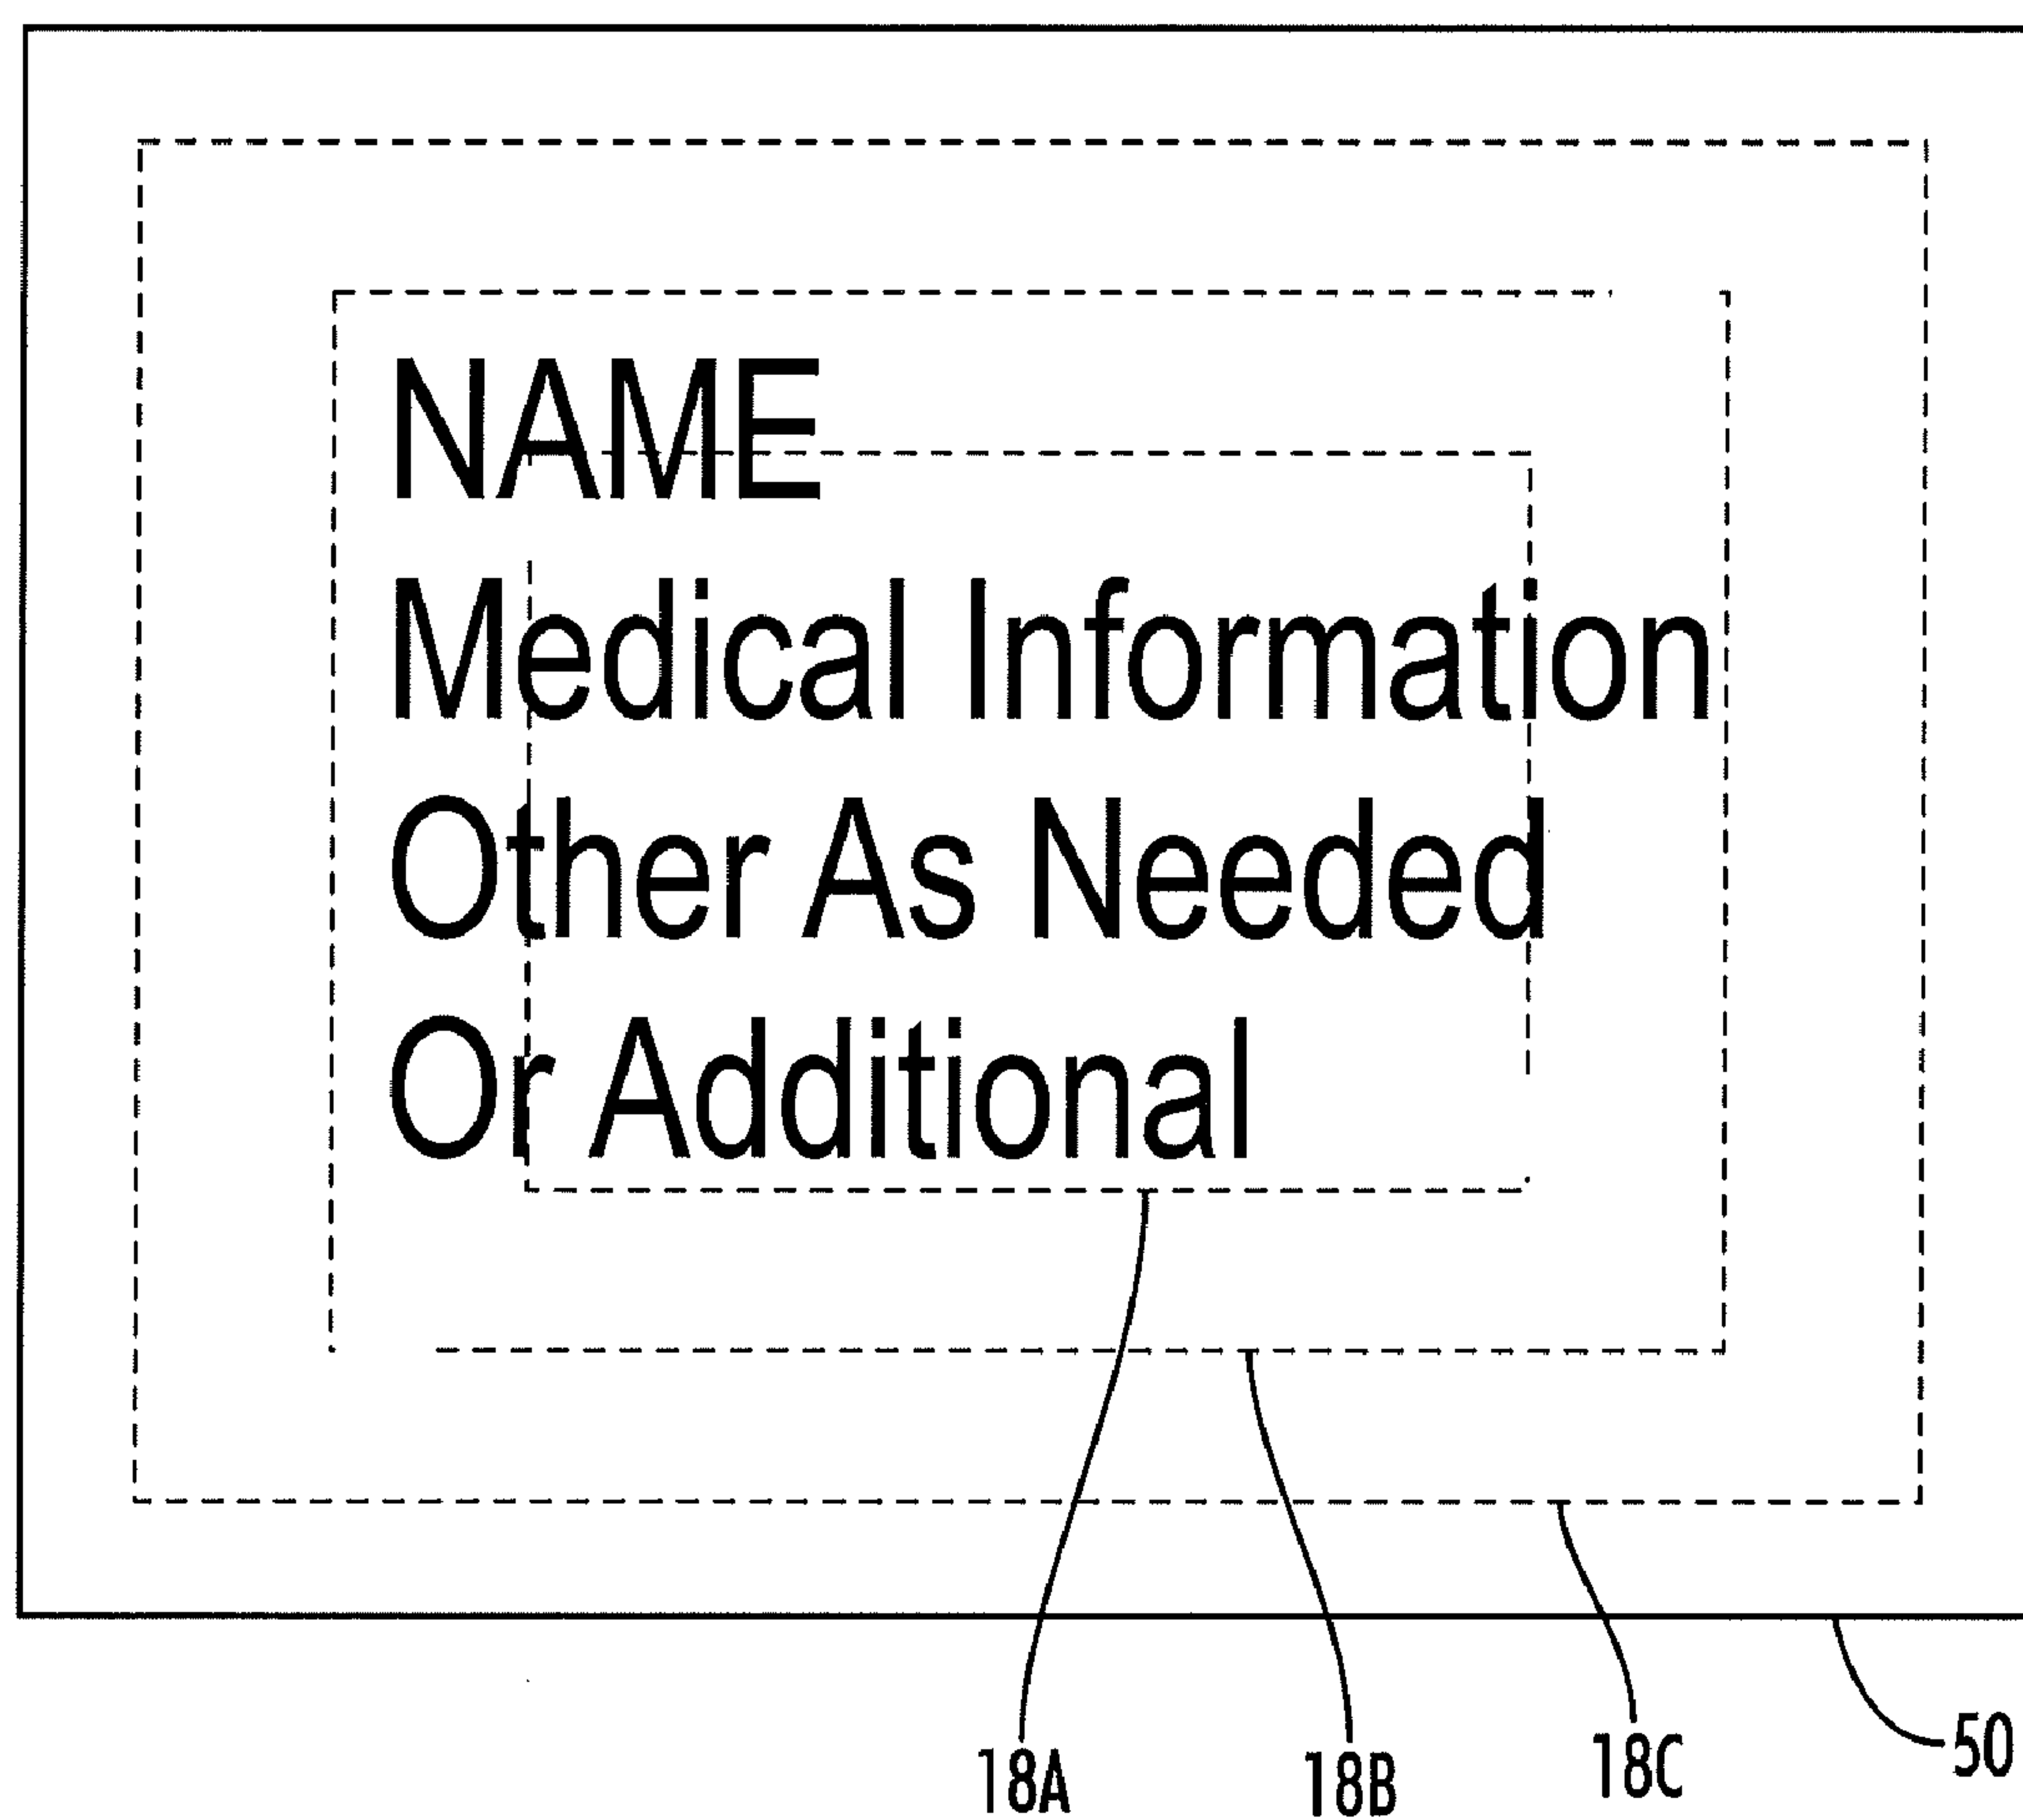 NAME
Medical Information
Other As Needed
Or Additional
18A 18B 18C 50